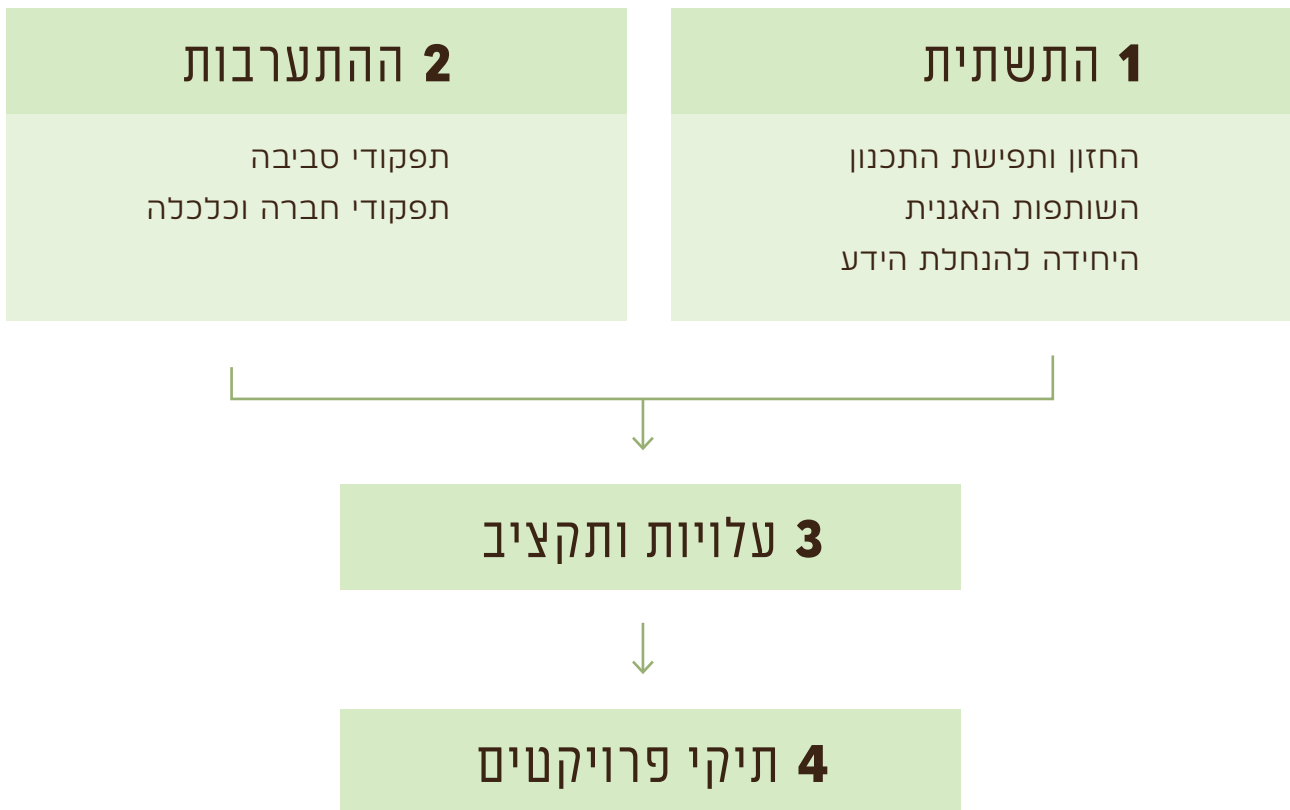 1 התשתית
החזון ותפישת התכנון
השותפות האגנית
היחידה להנחלת הידע
2 ההתערבות
תפקודי סביבה
תפקודי חברה וכלכלה
3 עלויות ותקציב
4 תיקי פרויקטים